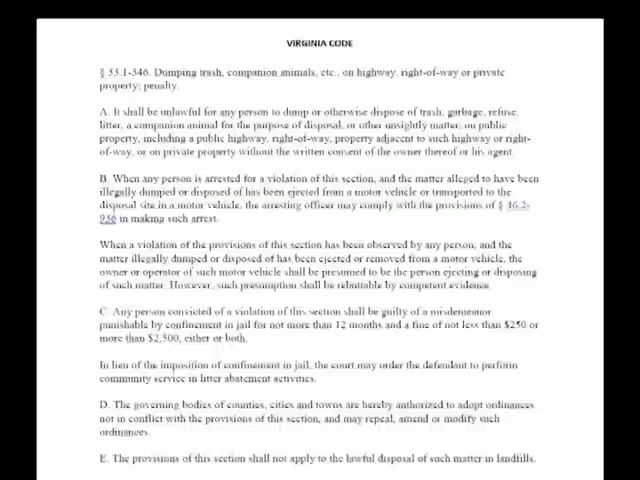 VIRGINIA CODE
§ 33.1-346. Dumping trash, companion animals, etc., on highway, right-of-way or private
property; penalty.
A. It shall be unlawful for any person to dump or otherwise dispose of trash, garbage, refuse,
litter, a companion animal for the purpose of disposal, or other unsightly matter, on public
property, including a public highway, right-of-way, property adjacent to such highway or right-
of-way, or on private property without the written consent of the owner thereof or his agent.
B. When any person is arrested for a violation of this section, and the matter alleged to have been
illegally dumped or disposed of has been ejected from a motor vehicle or transported to the
disposal site in a motor vehicle, the arresting officer may comply with the provisions of § 46.2-
936 in making such arrest.
When a violation of the provisions of this section has been observed by any person, and the
matter illegally dumped or disposed of has been ejected or removed from a motor vehicle, the
owner or operator of such motor vehicle shall be presumed to be the person ejecting or disposing
of such matter. However, such presumption shall be rebuttable by competent evidence.
C. Any person convicted of a violation of this section shall be guilty of a misdemeanor
punishable by confinement in jail for not more than 12 months and a fine of not less than $250 or
more than $2,500, either or both.
In lieu of the imposition of confinement in jail, the court may order the defendant to perform
community service in litter abatement activities.
D. The governing bodies of counties, cities and towns are hereby authorized to adopt ordinances
not in conflict with the provisions of this section, and may repeal, amend or modify such
ordinances.
E. The provisions of this section shall not apply to the lawful disposal of such matter in landfills.